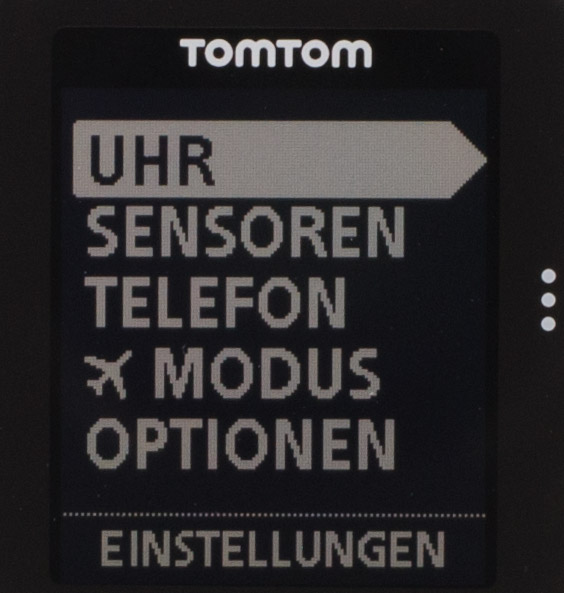 TOMTOM
UHR
SENSOREN
TELEFON
MODUS
OPTIONEN
EINSTELLUNGEN